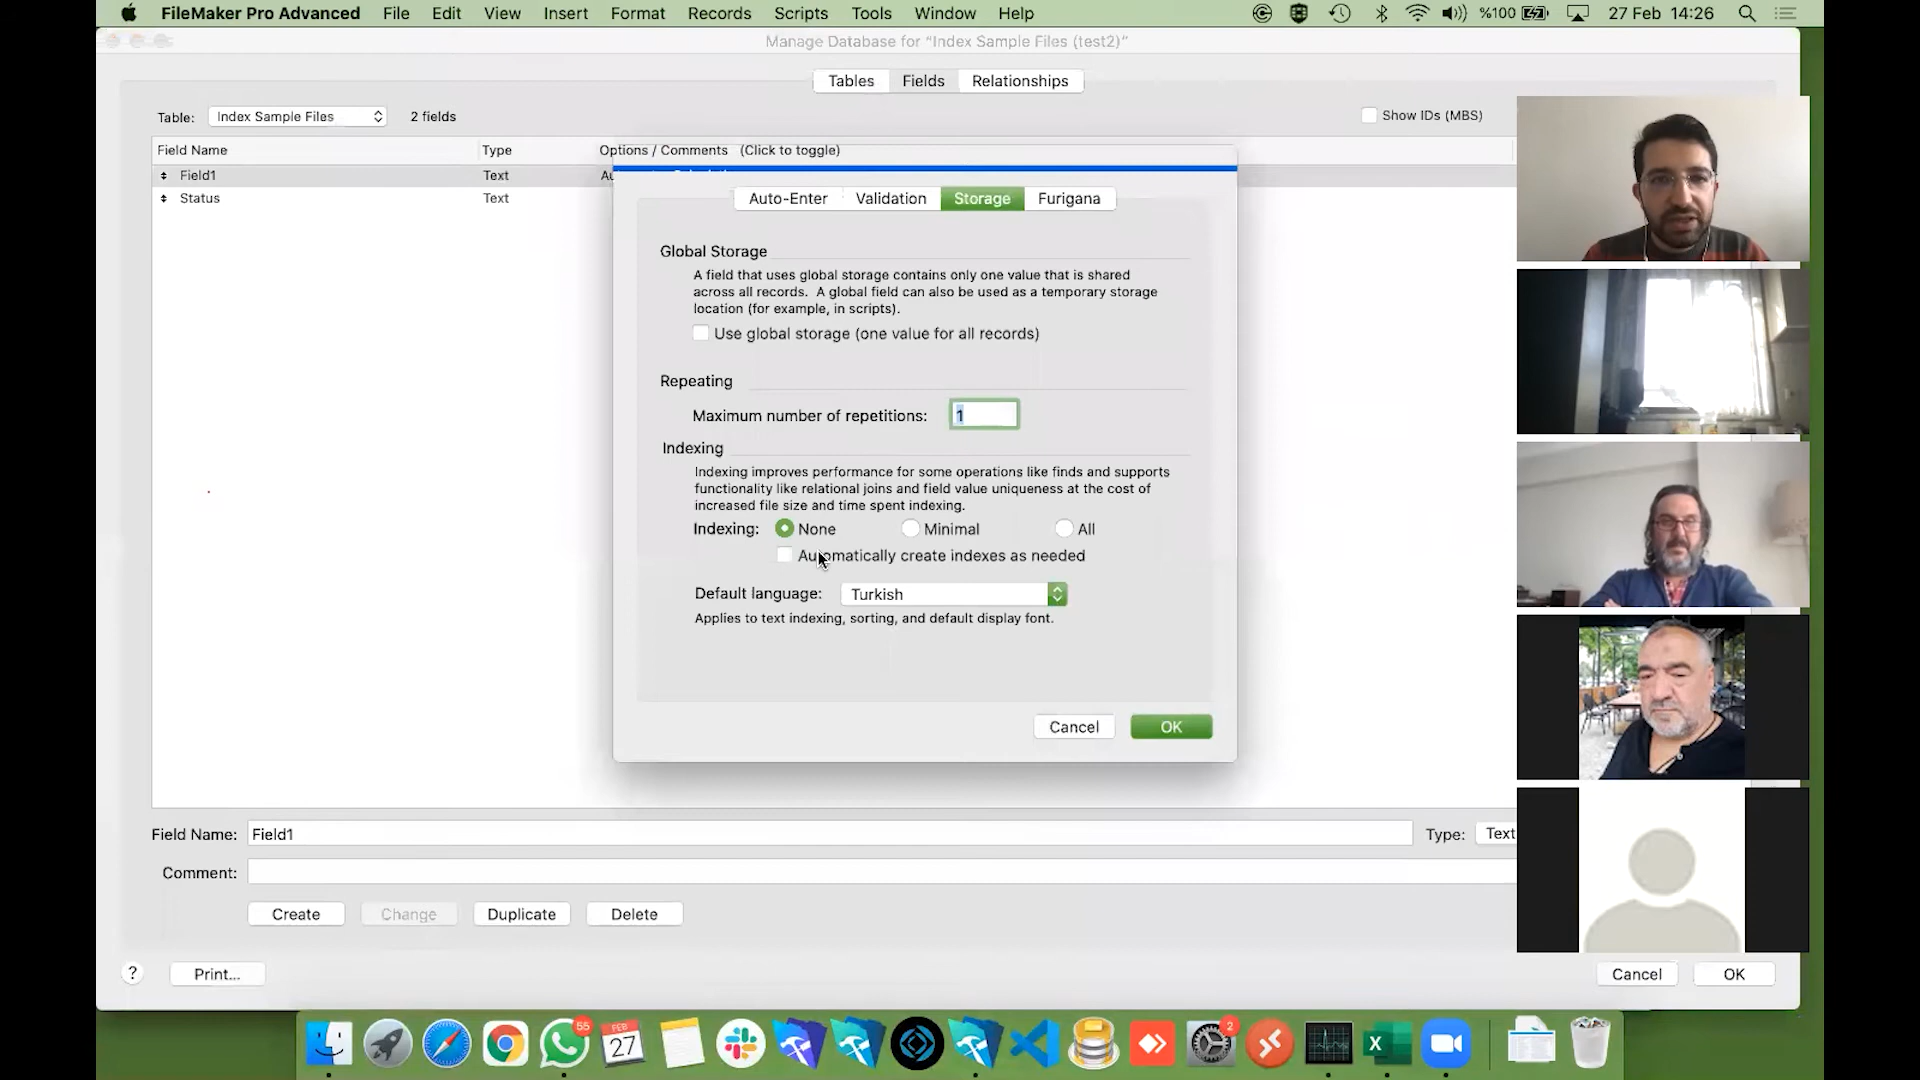 FileMaker Pro Advanced File Edit View Insert Format Records Scripts Tools Window Help %100 27 Feb 14:26
Manage Database for “Index Sample Files (test2)”
Tables Fields Relationships
Table: Index Sample Files 2 fields Show IDs (MBS)
Field Name Type Options / Comments (Click to toggle)
Field1 Text
Status Text
Auto-Enter Validation Storage Furigana
Global Storage
A field that uses global storage contains only one value that is shared
across all records. A global field can also be used as a temporary storage
location (for example, in scripts).
Use global storage (one value for all records)
Repeating
Maximum number of repetitions: 1
Indexing
Indexing improves performance for some operations like finds and supports
functionality like relational joins and field value uniqueness at the cost of
increased file size and time spent indexing.
Indexing: None Minimal All
Automatically create indexes as needed
Default language: Turkish
Applies to text indexing, sorting, and default display font.
Cancel OK
Field Name: Field1 Type: Text
Comment:
Create Change Duplicate Delete
? Print... Cancel OK
55 FEB 27 2 X